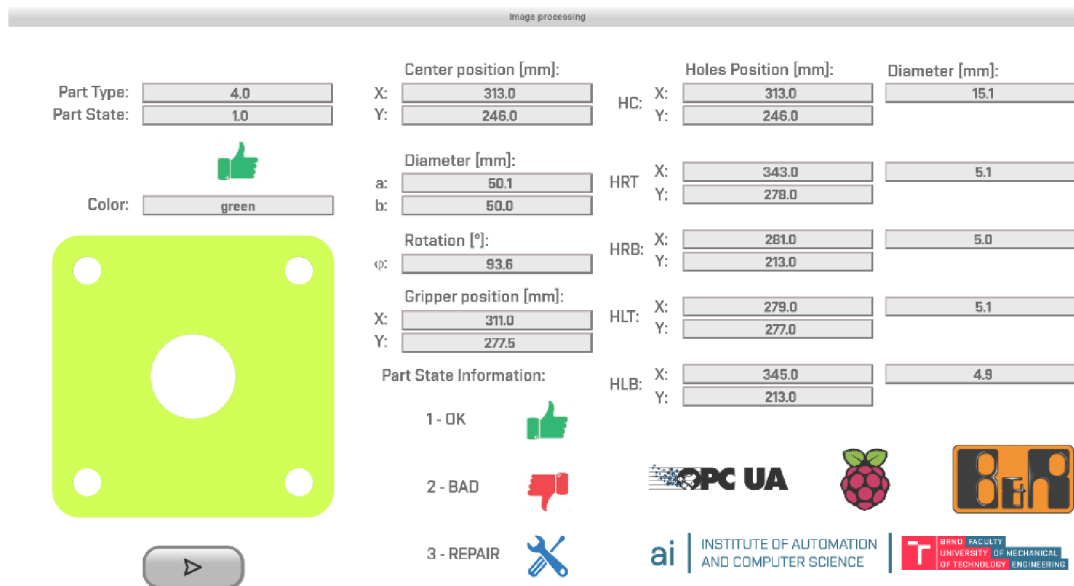 Image processing
Part Type: 4.0
Part State: 1.0
Color: green
Center position [mm]:
X: 313.0
Y: 246.0
Diameter [mm]:
a: 50.1
b: 50.0
Rotation [°]:
φ: 93.6
Gripper position [mm]:
X: 311.0
Y: 277.5
Part State Information:
1 - OK
2 - BAD
3 - REPAIR
Holes Position [mm]: Diameter [mm]:
HC: X: 313.0 15.1
Y: 246.0
HRT X: 343.0 5.1
Y: 278.0
HRB: X: 281.0 5.0
Y: 213.0
HLT: X: 279.0 5.1
Y: 277.0
HLB: X: 345.0 4.9
Y: 213.0
OPC UA
B&R
ai INSTITUTE OF AUTOMATION
AND COMPUTER SCIENCE
T BRNO FACULTY
UNIVERSITY OF MECHANICAL
OF TECHNOLOGY ENGINEERING